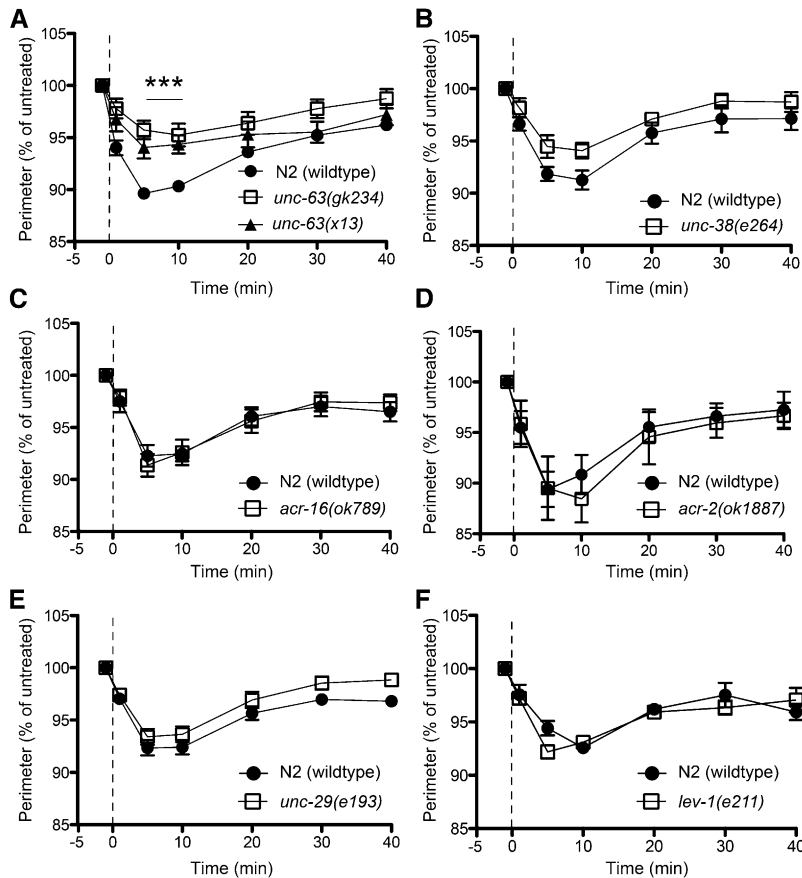 A
Perimeter (% of untreated)
105
100
95
90
85
***
N2 (wildtype)
unc-63(gk234)
unc-63(x13)
-5 0 10 20 30 40
Time (min)
B
Perimeter (% of untreated)
105
100
95
90
85
N2 (wildtype)
unc-38(e264)
-5 0 10 20 30 40
Time (min)
C
Perimeter (% of untreated)
105
100
95
90
85
N2 (wildtype)
acr-16(ok789)
-5 0 10 20 30 40
Time (min)
D
Perimeter (% of untreated)
105
100
95
90
85
N2 (wildtype)
acr-2(ok1887)
-5 0 10 20 30 40
Time (min)
E
Perimeter (% of untreated)
105
100
95
90
85
N2 (wildtype)
unc-29(e193)
-5 0 10 20 30 40
Time (min)
F
Perimeter (% of untreated)
105
100
95
90
85
N2 (wildtype)
lev-1(e211)
-5 0 10 20 30 40
Time (min)